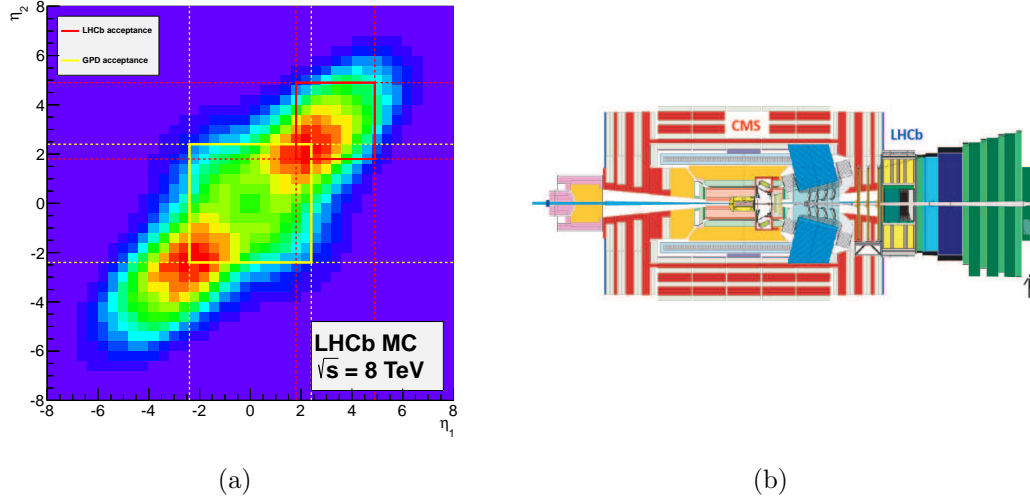 η₂
8
6
4
2
0
-2
-4
-6
-8
LHCb acceptance
GPD acceptance
LHCb MC
√s = 8 TeV
-8 -6 -4 -2 0 2 4 6 8
η₁
CMS
LHCb
(a)
(b)